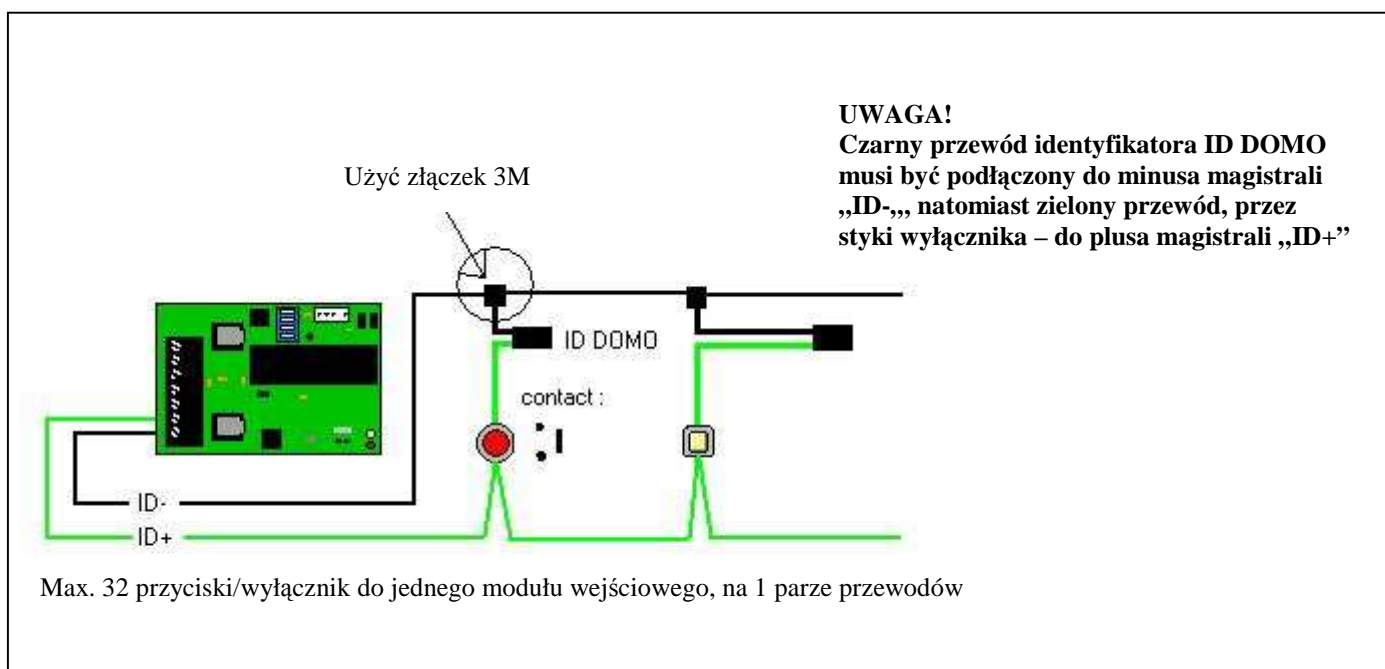 UWAGA!
Czarny przewód identyfikatora ID DOMO
musi być podłączony do minusa magistrali
„ID-„, natomiast zielony przewód, przez
styki wyłącznika – do plusa magistrali „ID+”
Użyć złączek 3M
ID DOMO
contact :
ID-
ID+
Max. 32 przyciski/wyłącznik do jednego modułu wejściowego, na 1 parze przewodów